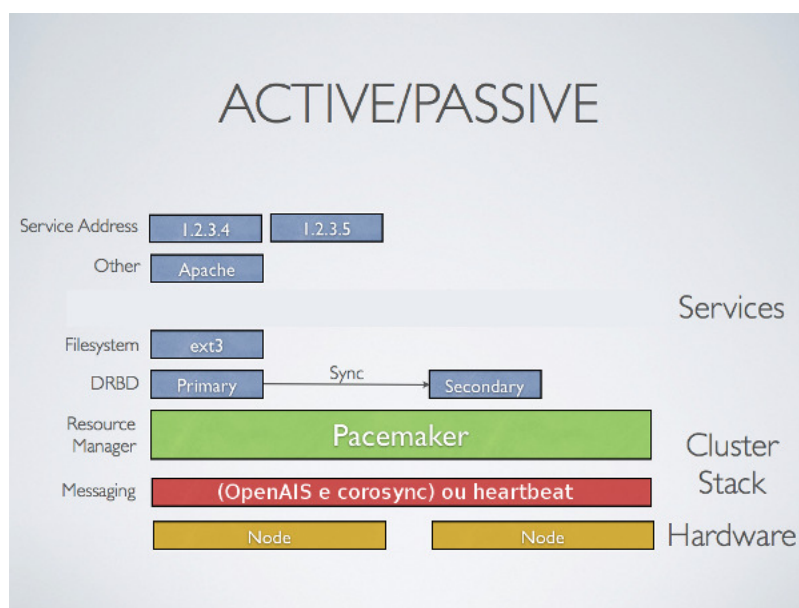 ACTIVE/PASSIVE
Service Address 1.2.3.4 1.2.3.5
Other Apache
Services
Filesystem ext3
DRBD Primary Sync Secondary
Resource
Manager
Pacemaker
Cluster
Stack
Messaging (OpenAIS e corosync) ou heartbeat
Node Node Hardware